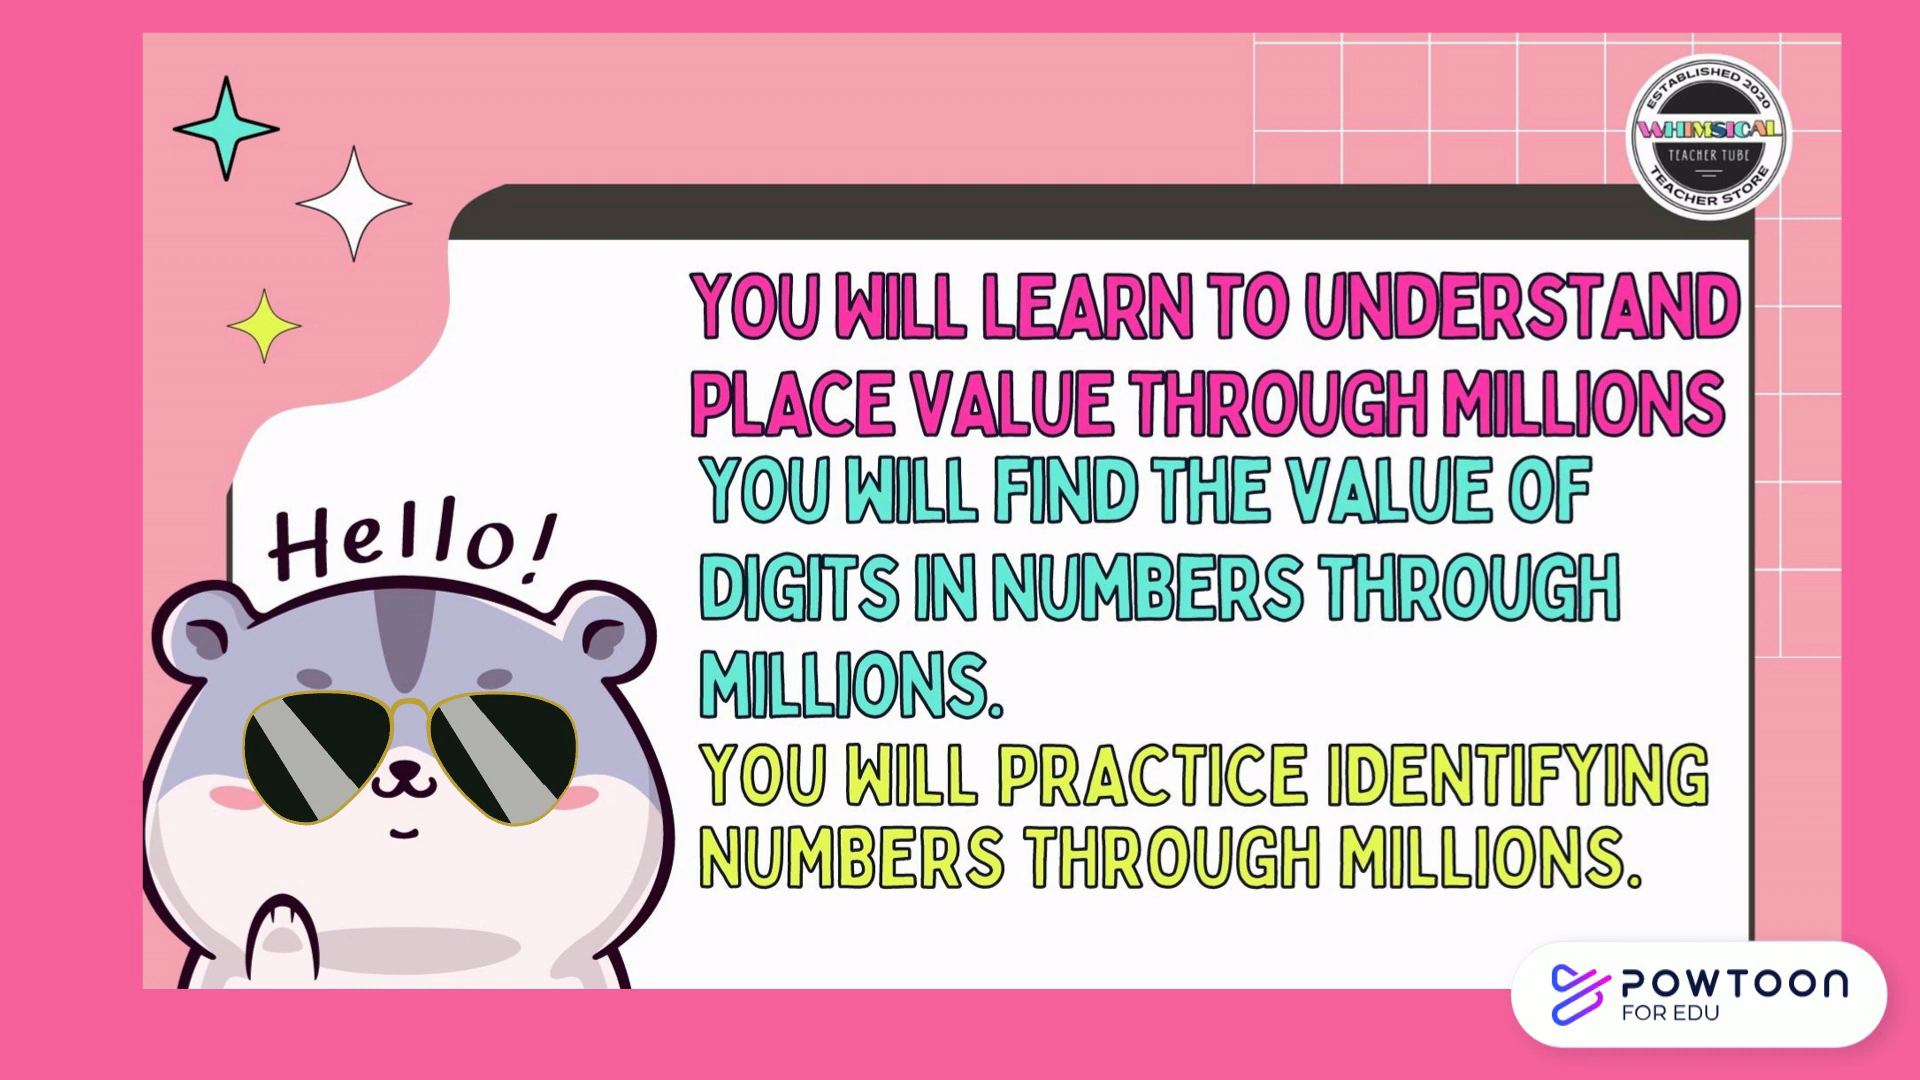 ESTABLISHED 2020
WHIMSICAL
TEACHER TUBE
TEACHER STORE
YOU WILL LEARN TO UNDERSTAND
PLACE VALUE THROUGH MILLIONS
YOU WILL FIND THE VALUE OF
DIGITS IN NUMBERS THROUGH
MILLIONS.
YOU WILL PRACTICE IDENTIFYING
NUMBERS THROUGH MILLIONS.
Hello!
POWTOON
FOR EDU